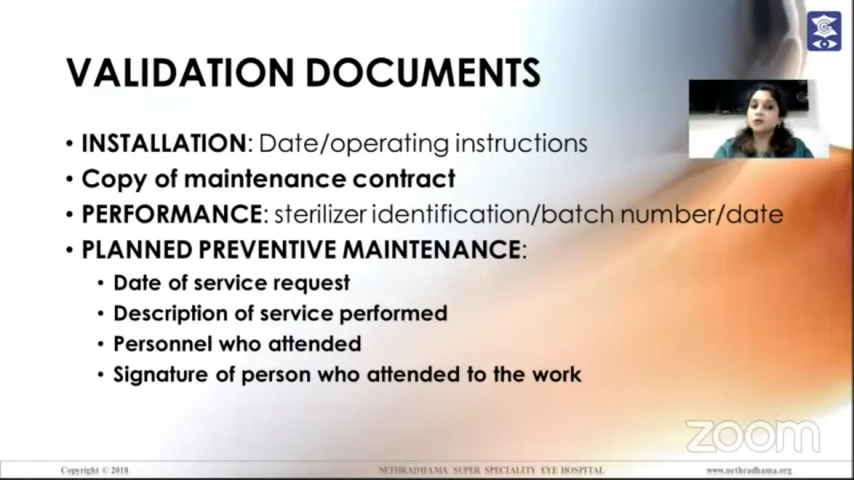 VALIDATION DOCUMENTS
• INSTALLATION: Date/operating instructions
• Copy of maintenance contract
• PERFORMANCE: sterilizer identification/batch number/date
• PLANNED PREVENTIVE MAINTENANCE:
• Date of service request
• Description of service performed
• Personnel who attended
• Signature of person who attended to the work
zoom
Copyright © 2018 NETHRADHAMA SUPER SPECIALITY EYE HOSPITAL www.nethradhama.org